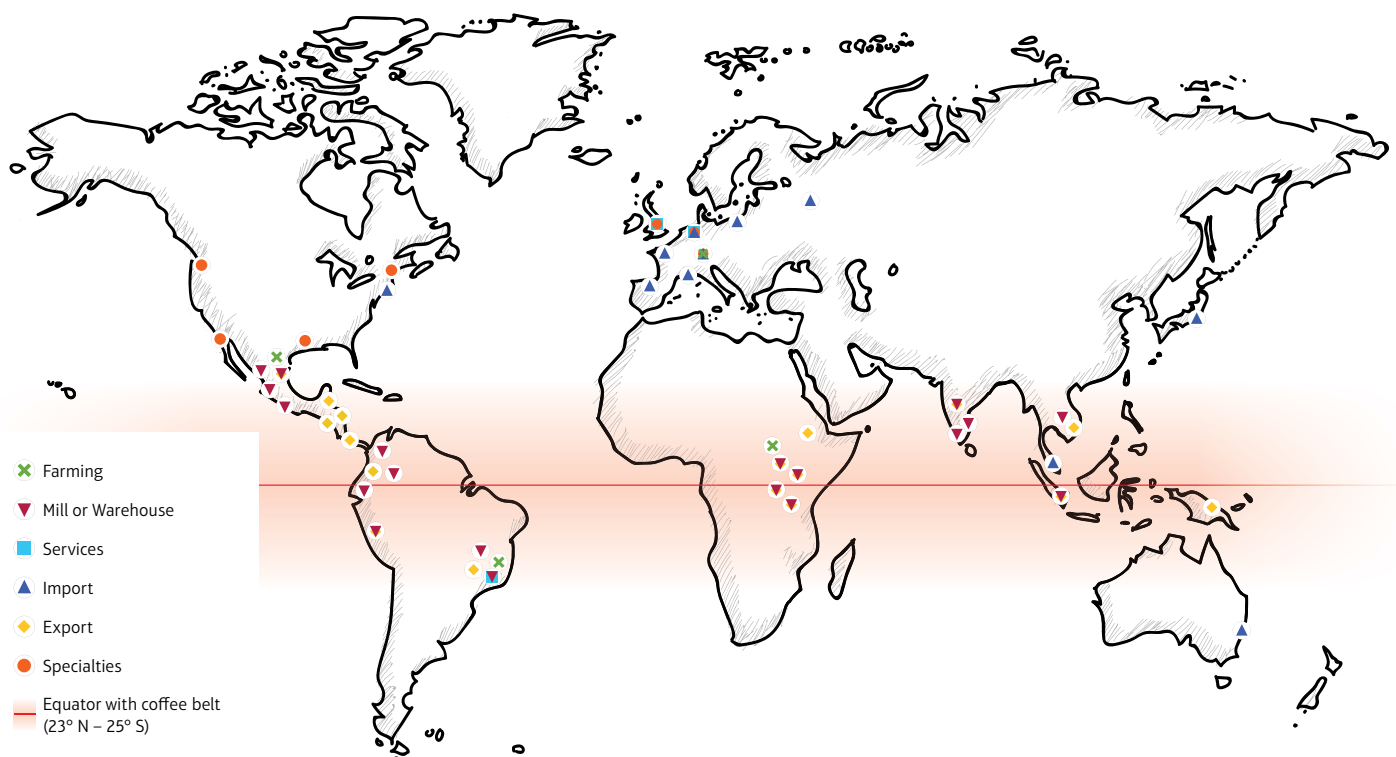 Farming
Mill or Warehouse
Services
Import
Export
Specialties
Equator with coffee belt
(23° N – 25° S)